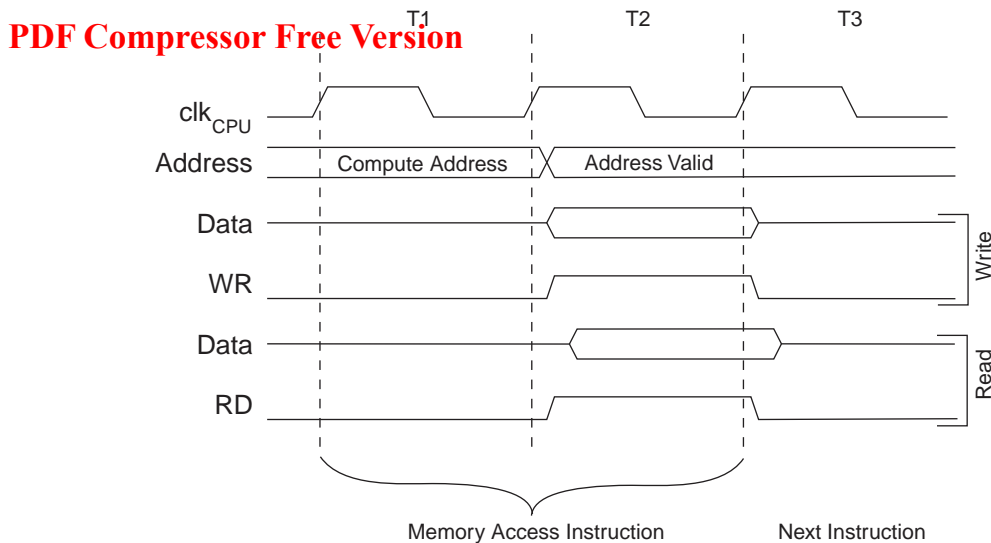 T1 T2 T3
PDF Compressor Free Version
clkCPU
Address Compute Address Address Valid
Data
WR
Write
Data
RD
Read
Memory Access Instruction Next Instruction